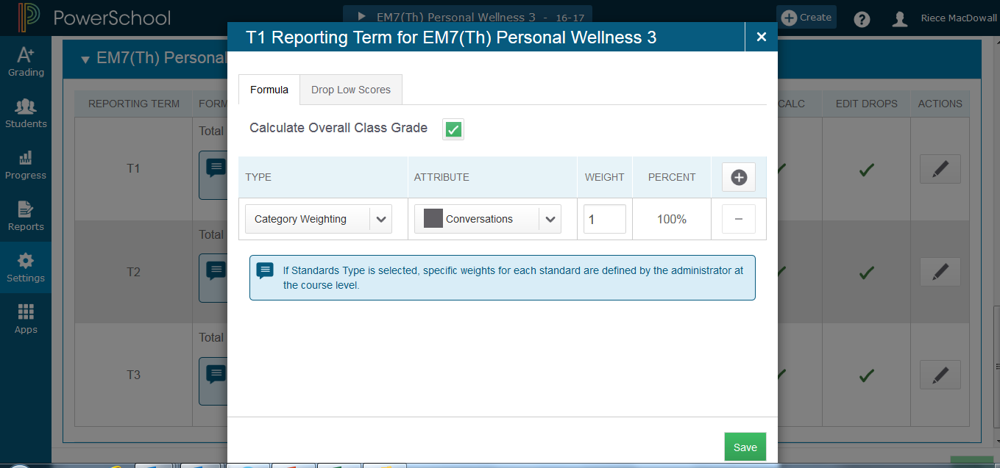 PowerSchool
EM7(Th) Personal Wellness 3 - 16-17
Create
?
Riece MacDowall
T1 Reporting Term for EM7(Th) Personal Wellness 3
A+
Grading
Students
Progress
Reports
Settings
Apps
EM7(Th) Personal
REPORTING TERM FORM CALC EDIT DROPS ACTIONS
Total
T1
Total
T2
Total
T3
Formula Drop Low Scores
Calculate Overall Class Grade
TYPE ATTRIBUTE WEIGHT PERCENT
Category Weighting Conversations 1 100%
If Standards Type is selected, specific weights for each standard are defined by the administrator at
the course level.
Save